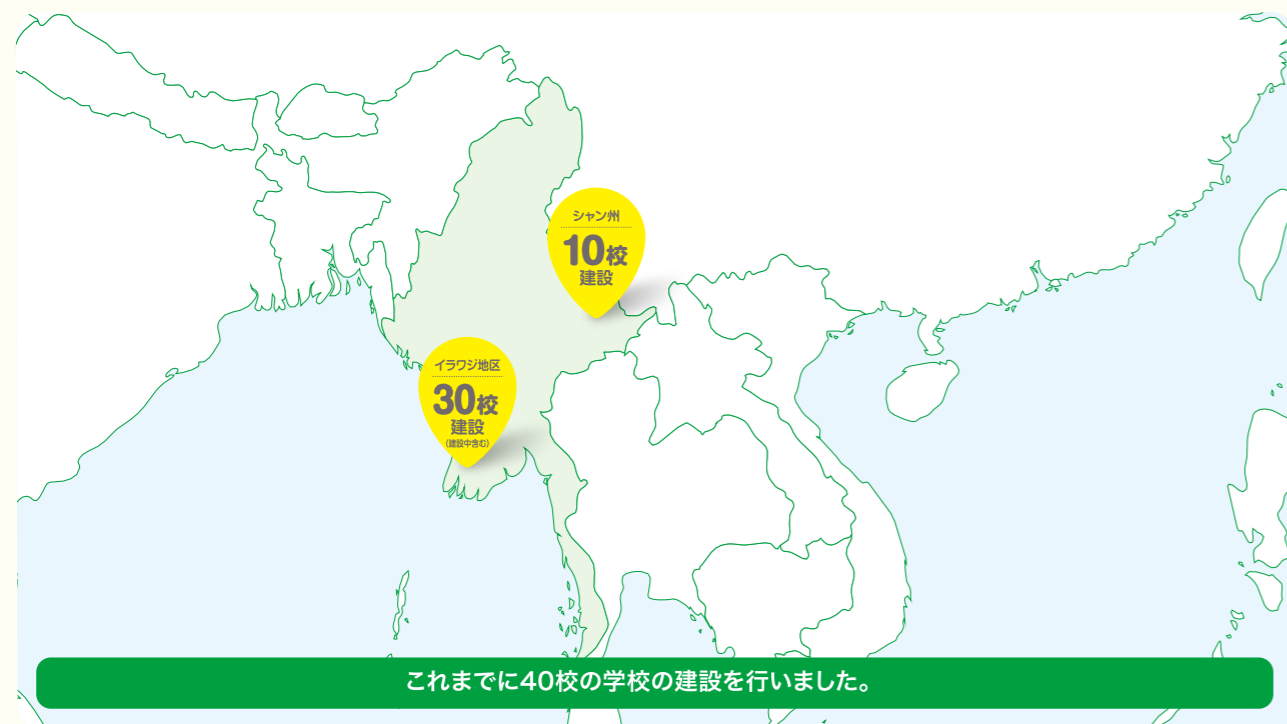 シャン州
10校
建設
イラワジ地区
30校
建設
(建設中含む)
これまでに40校の学校の建設を行いました。